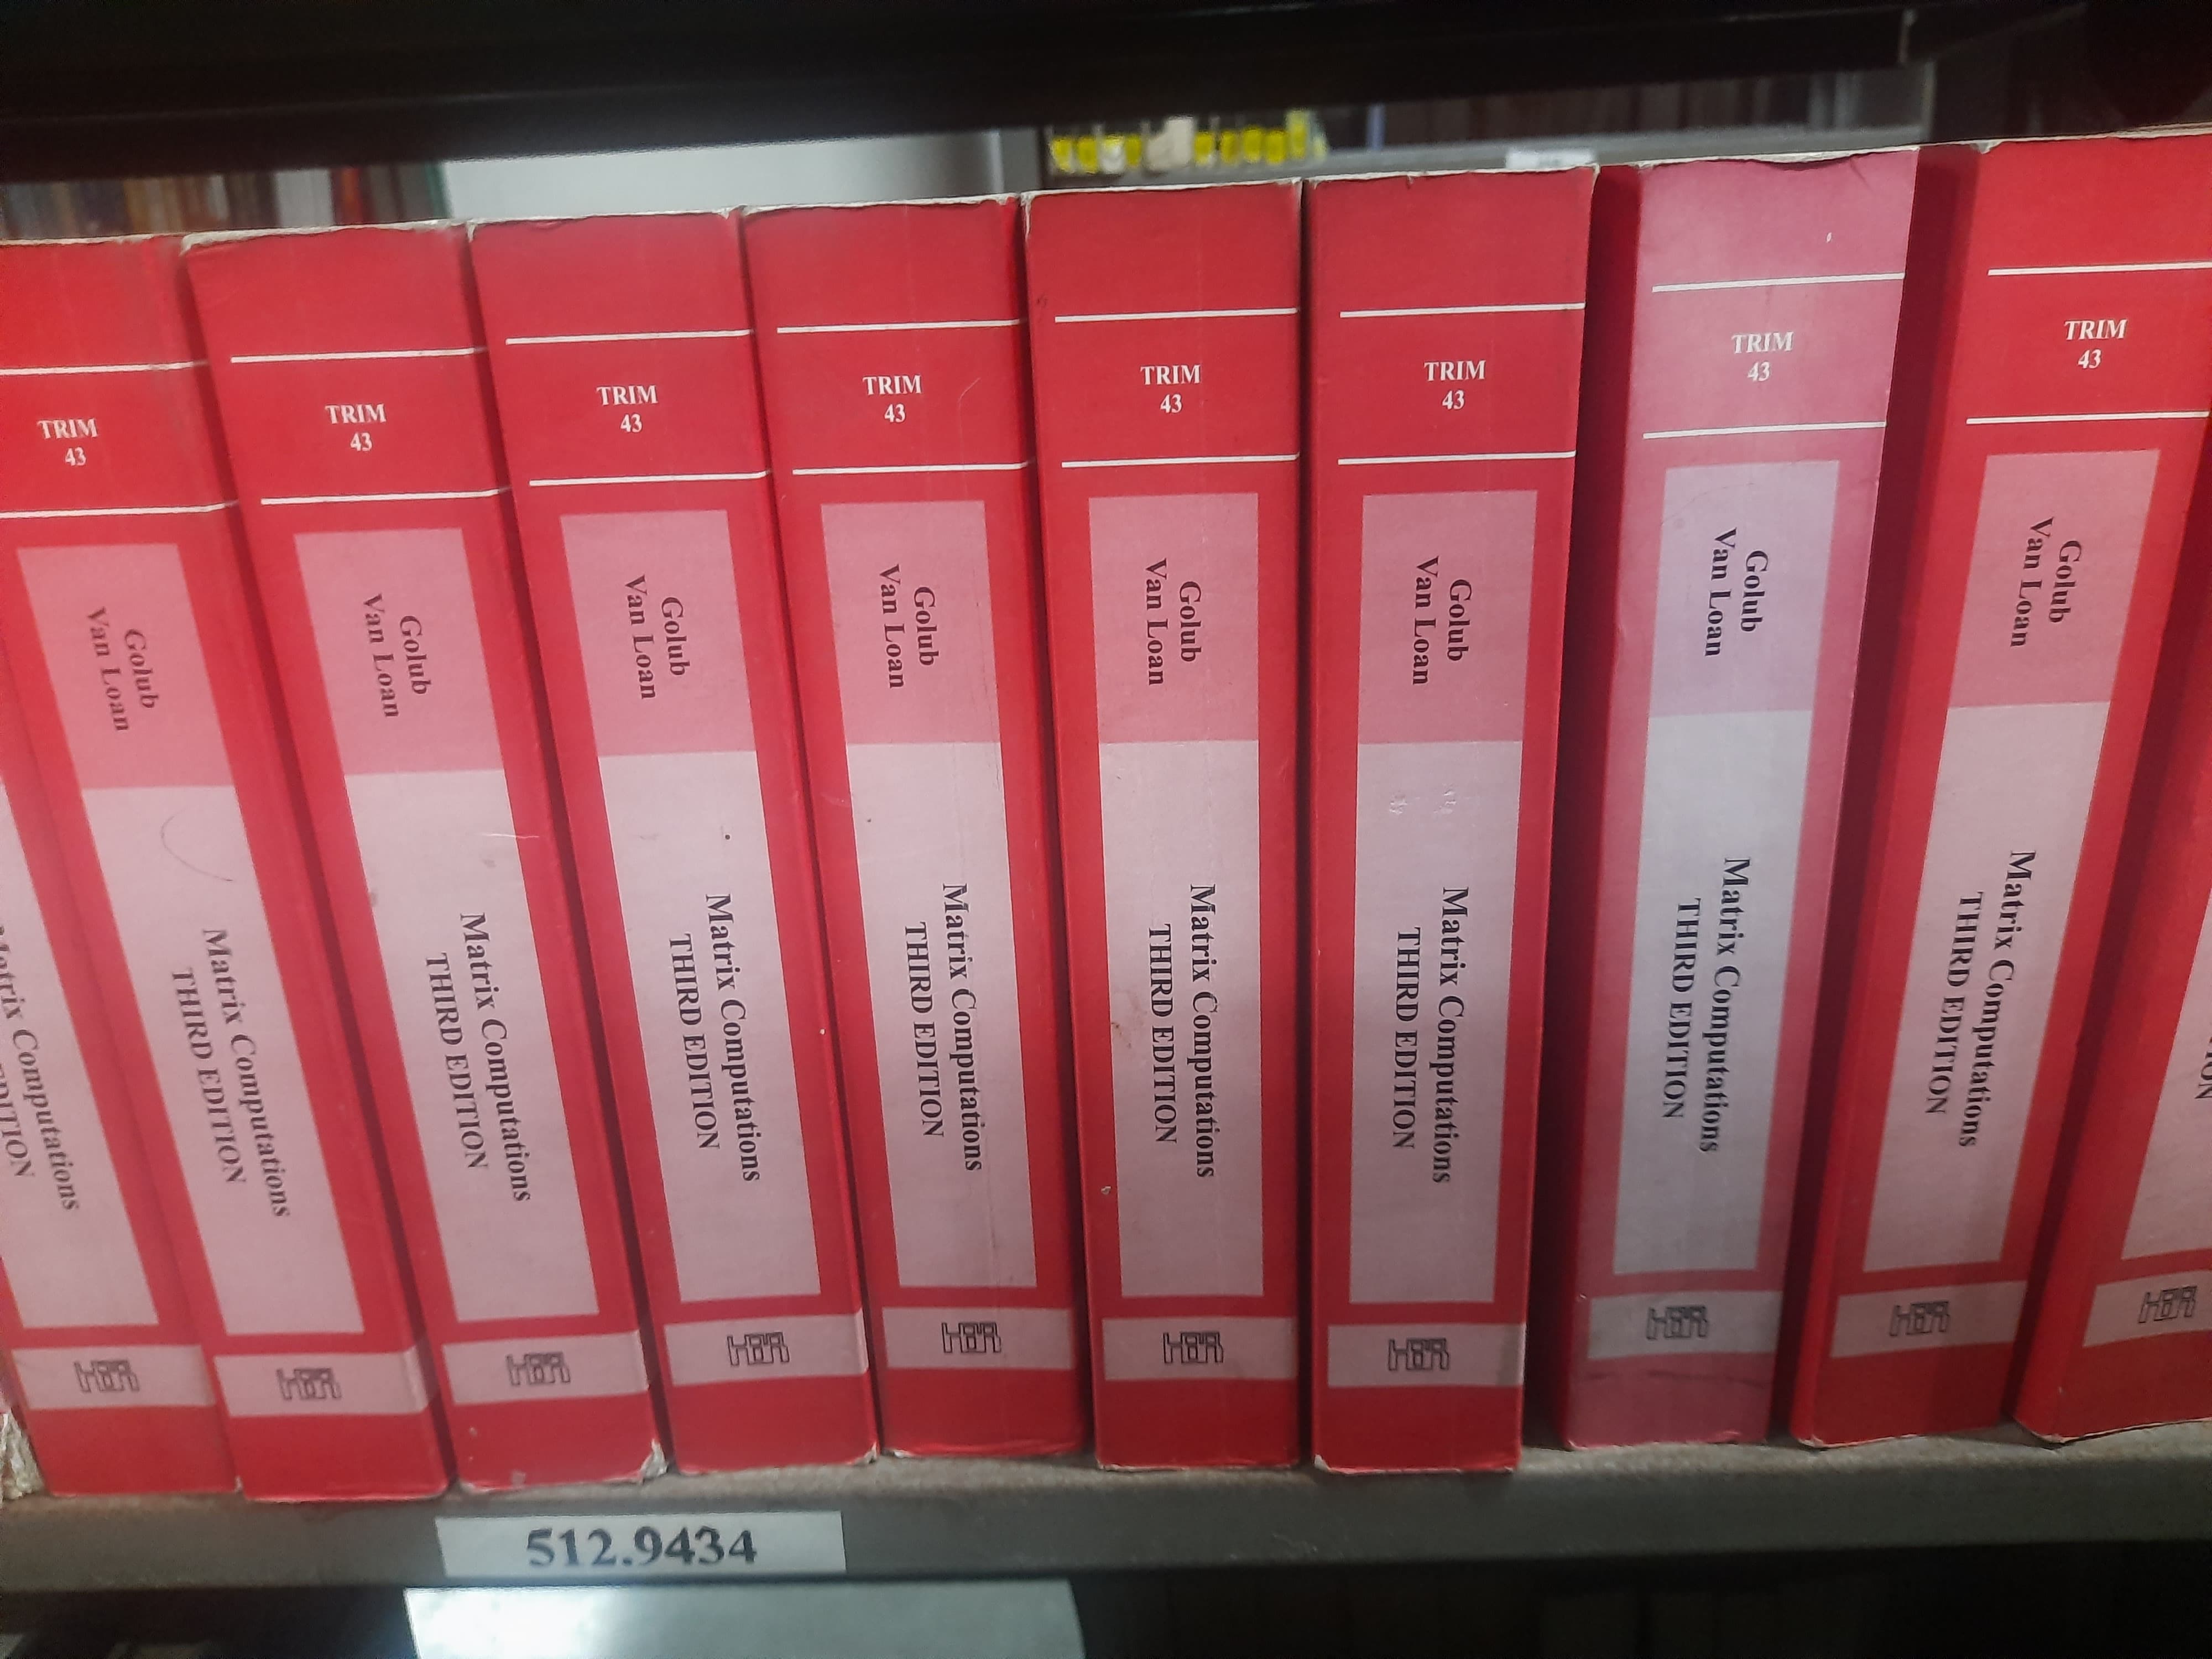 Computations
TRIM
43
Golub
Van Loan
Matrix Computations
THIRD EDITION
TRIM
43
Golub
Van Loan
Matrix Computations
THIRD EDITION
TRIM
43
Golub
Van Loan
Matrix Computations
THIRD EDITION
TRIM
43
Golub
Van Loan
Matrix Computations
THIRD EDITION
TRIM
43
Golub
Van Loan
Matrix Computations
THIRD EDITION
TRIM
43
Golub
Van Loan
Matrix Computations
THIRD EDITION
TRIM
43
Golub
Van Loan
Matrix Computations
THIRD EDITION
TRIM
43
Golub
Van Loan
Matrix Computations
THIRD EDITION
512.9434